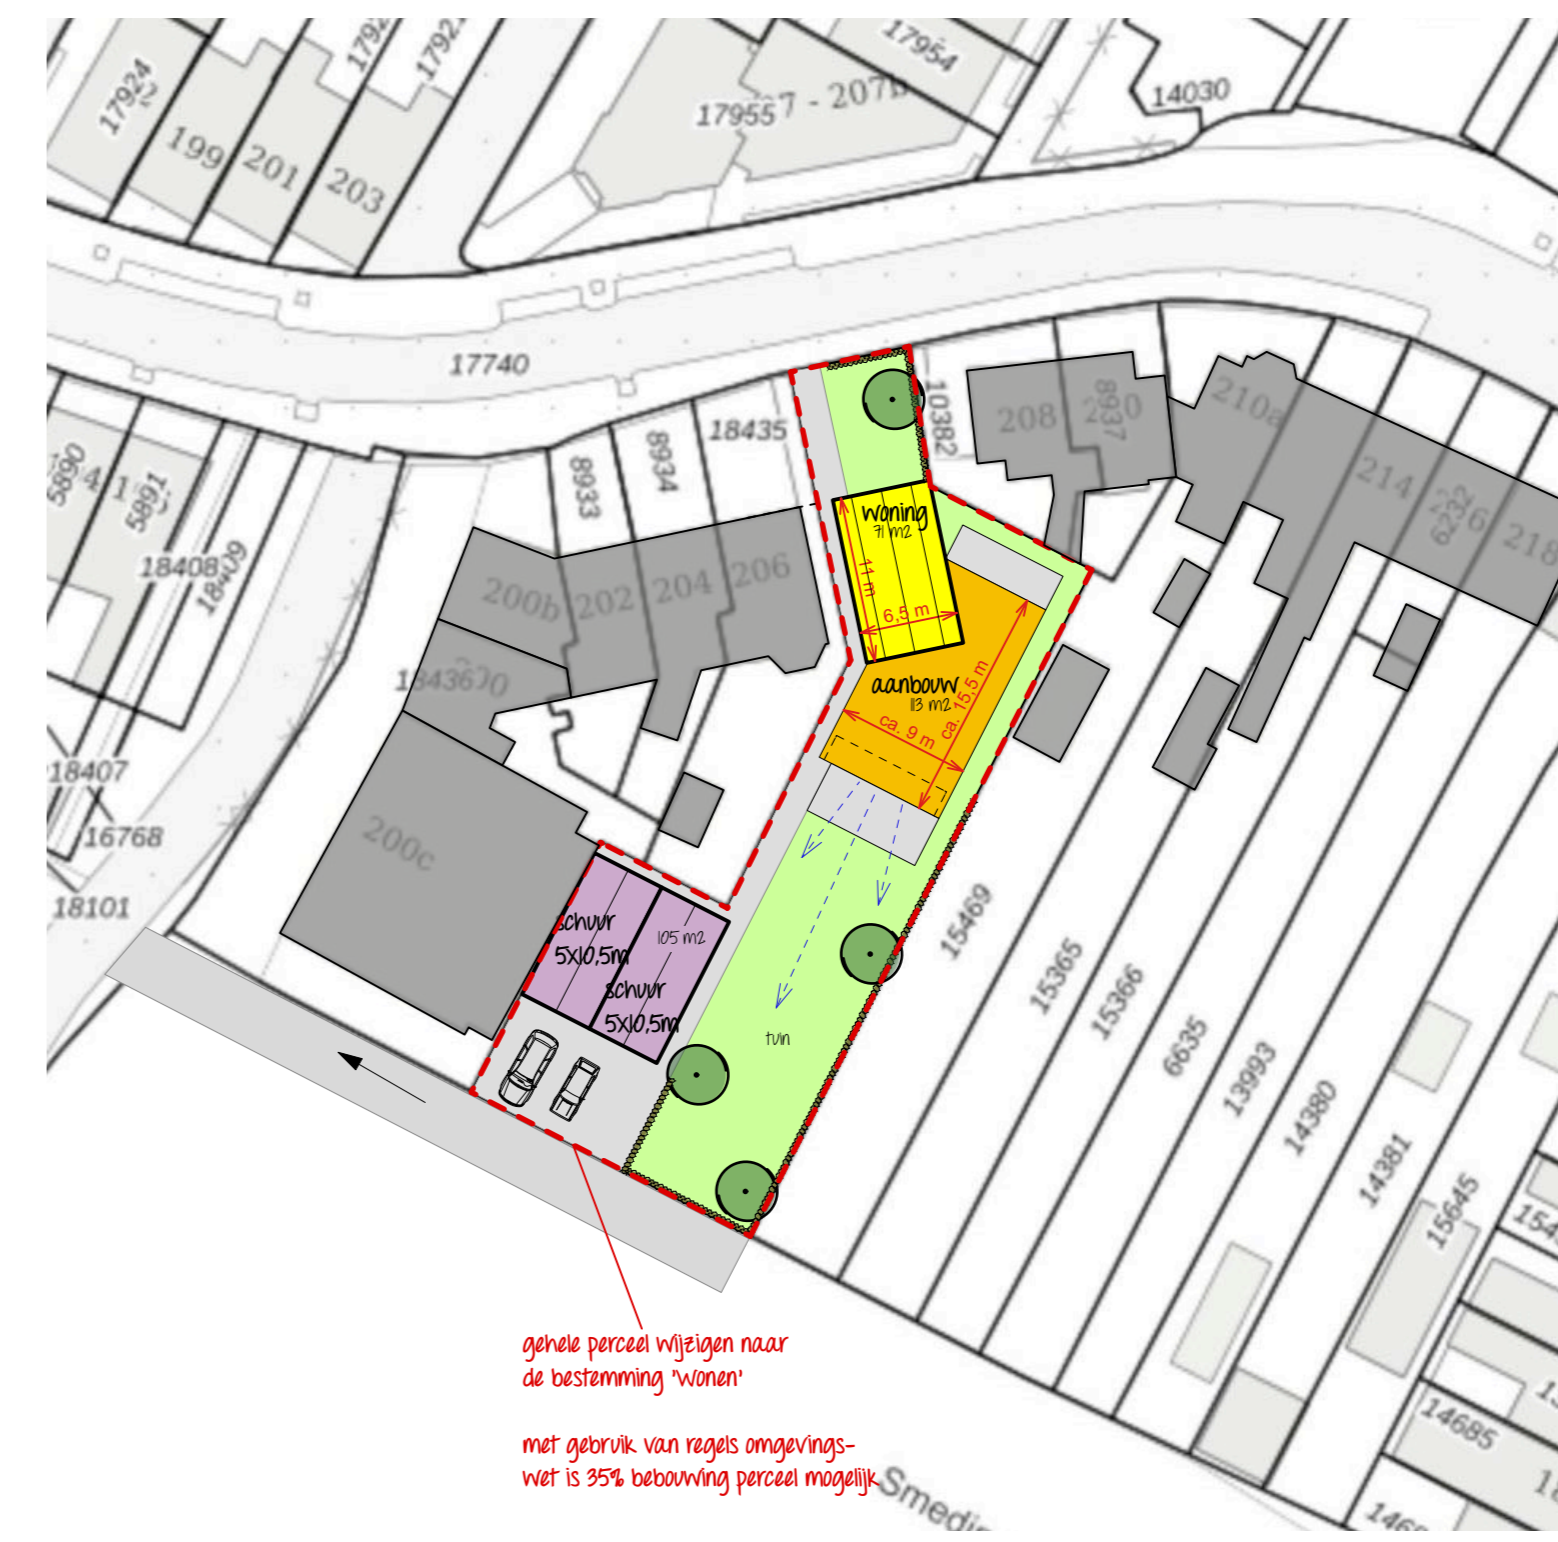 17924
199
201
203
17955
7 - 207b
17954
14030
17740
18435
8933
8934
10382
208
8937
210a
214
6232
218
5890
5891
18408
18409
200b
202
204
206
200c
18407
16768
18101
woning
71 m2
11 m
6,5 m
aanbouw
113 m2
ca. 9 m
ca. 15,5 m
schuur
5x10,5m
105 m2
schuur
5x10,5m
tuin
15469
15365
15366
6635
13993
14380
14381
15645
14685
gehele perceel wijzigen naar
de bestemming 'Wonen'
met gebruik van regels omgevings-
wet is 35% bebouwing perceel mogelijk